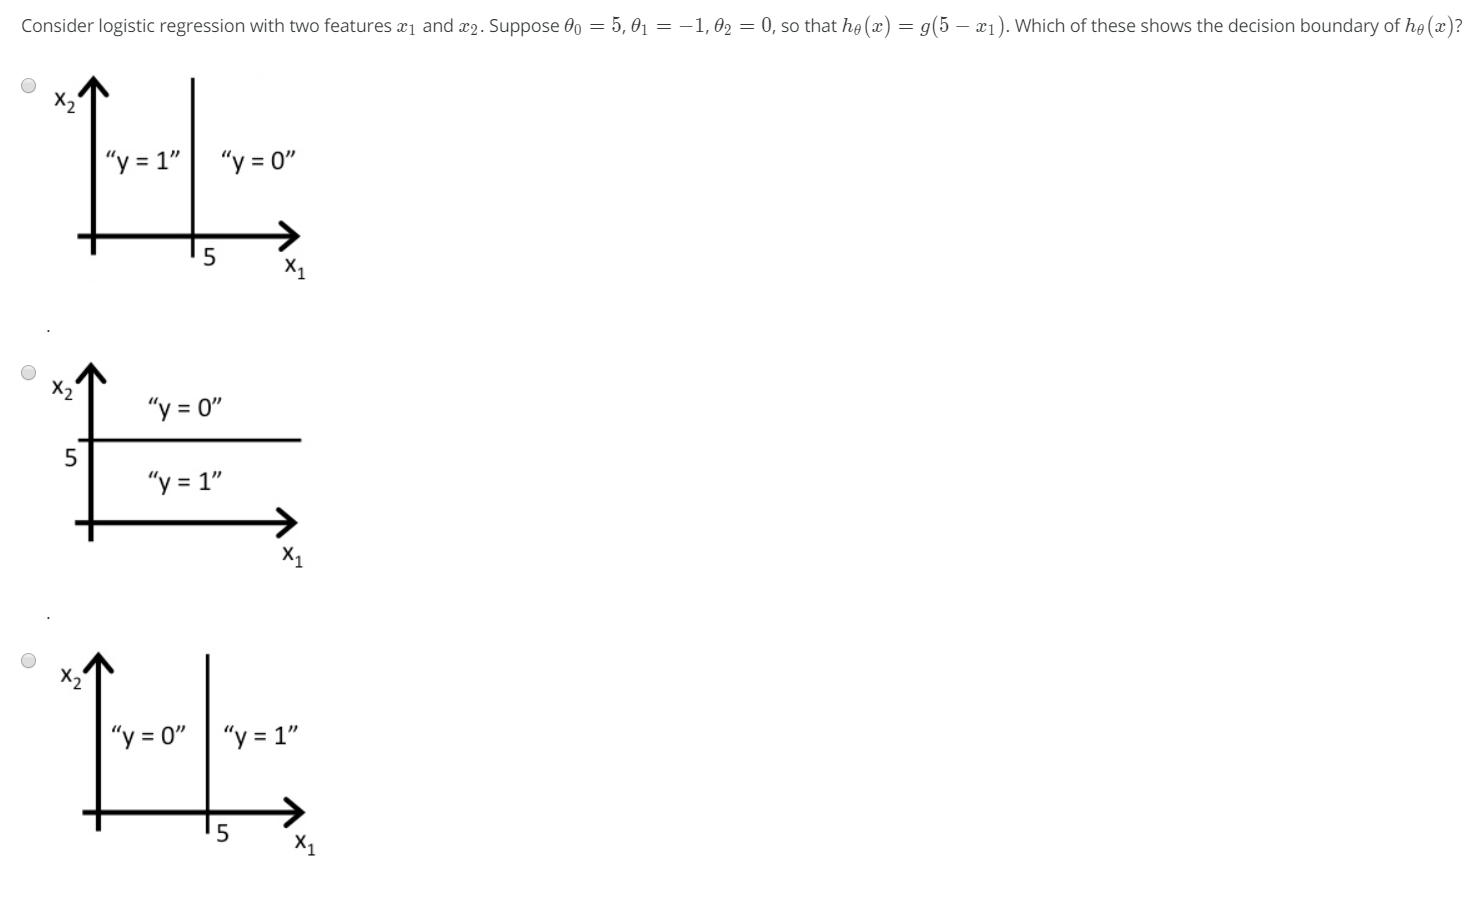 Consider logistic regression with two features x₁ and x₂. Suppose θ₀ = 5, θ₁ = −1, θ₂ = 0, so that hθ(x) = g(5 − x₁). Which of these shows the decision boundary of hθ(x)?
x₂
“y = 1” “y = 0”
5
x₁
.
x₂
“y = 0”
5
“y = 1”
x₁
.
x₂
“y = 0” “y = 1”
5
x₁